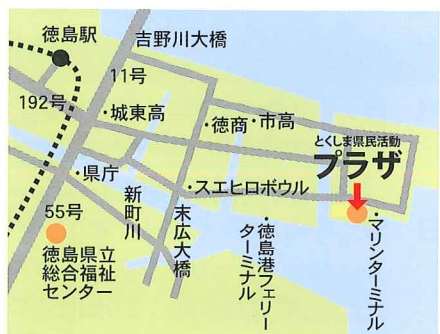 徳島駅
吉野川大橋
11号
192号
・城東高
・徳商
・市高
とくしま県民活動
プラザ
・県庁
新町川
・スエヒロボウル
55号
末広大橋
・徳島港フェリー
ターミナル
・マリンターミナル
徳島県立
総合福祉
センター